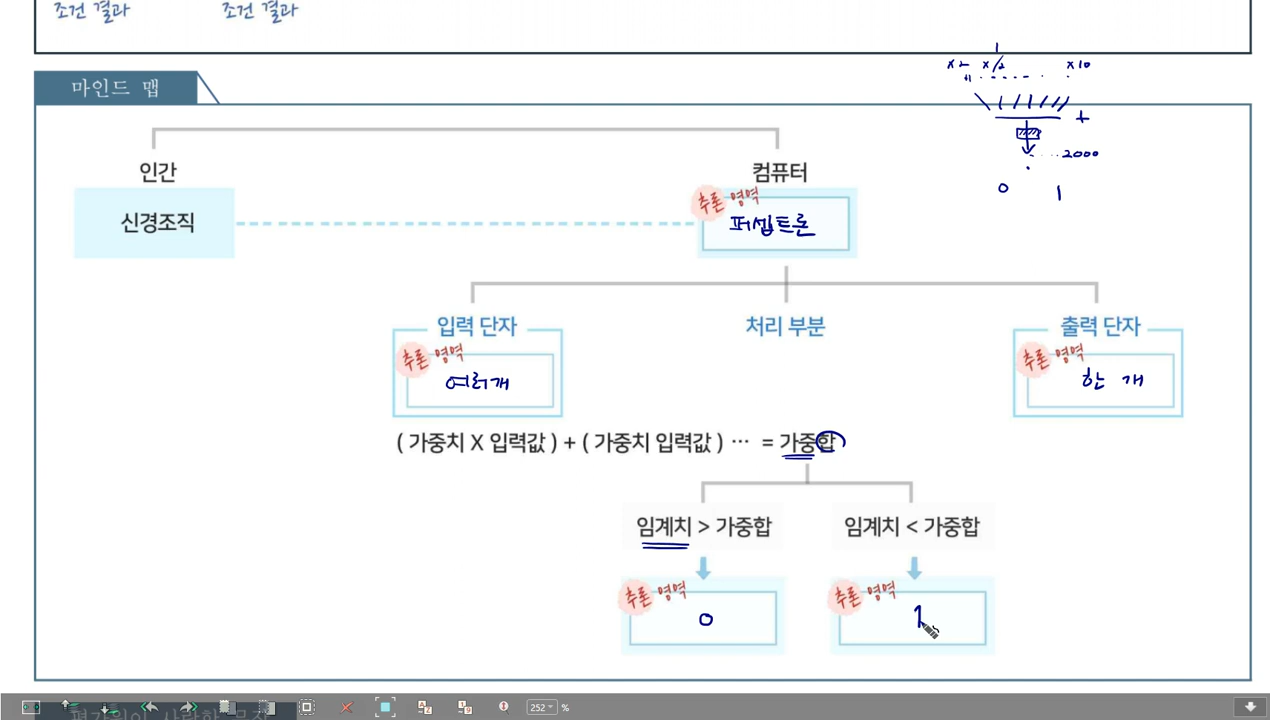 조건 결과 조건 결과
마인드 맵
1
x 2 x 1/2 x 10
+
2000
0 1
인간 컴퓨터
신경조직
추론 영역
퍼셉트론
입력 단자 처리 부분 출력 단자
추론 영역 추론 영역
여러개 한 개
( 가중치 X 입력값 ) + ( 가중치 입력값 ) ··· = 가중합
임계치 > 가중합 임계치 < 가중합
추론 영역 추론 영역
0 1
252 %